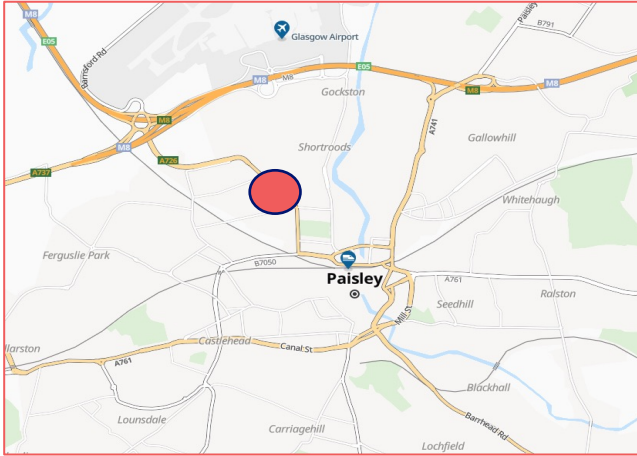 Paisley
B791
E05
Glasgow Airport
Barnsford Rd
E05
M8
M8
M8
M8
Gockston
M8
A741
Gallowhill
Shortroods
M8
A726
A737
Whitehaugh
Ferguslie Park
B7050
Paisley
A761
Seedhill
Ralston
Mill St
Castlehead
Canal St
A761
Blackhall
Lounsdale
Carriagehill
Barrhead Rd
Lochfield